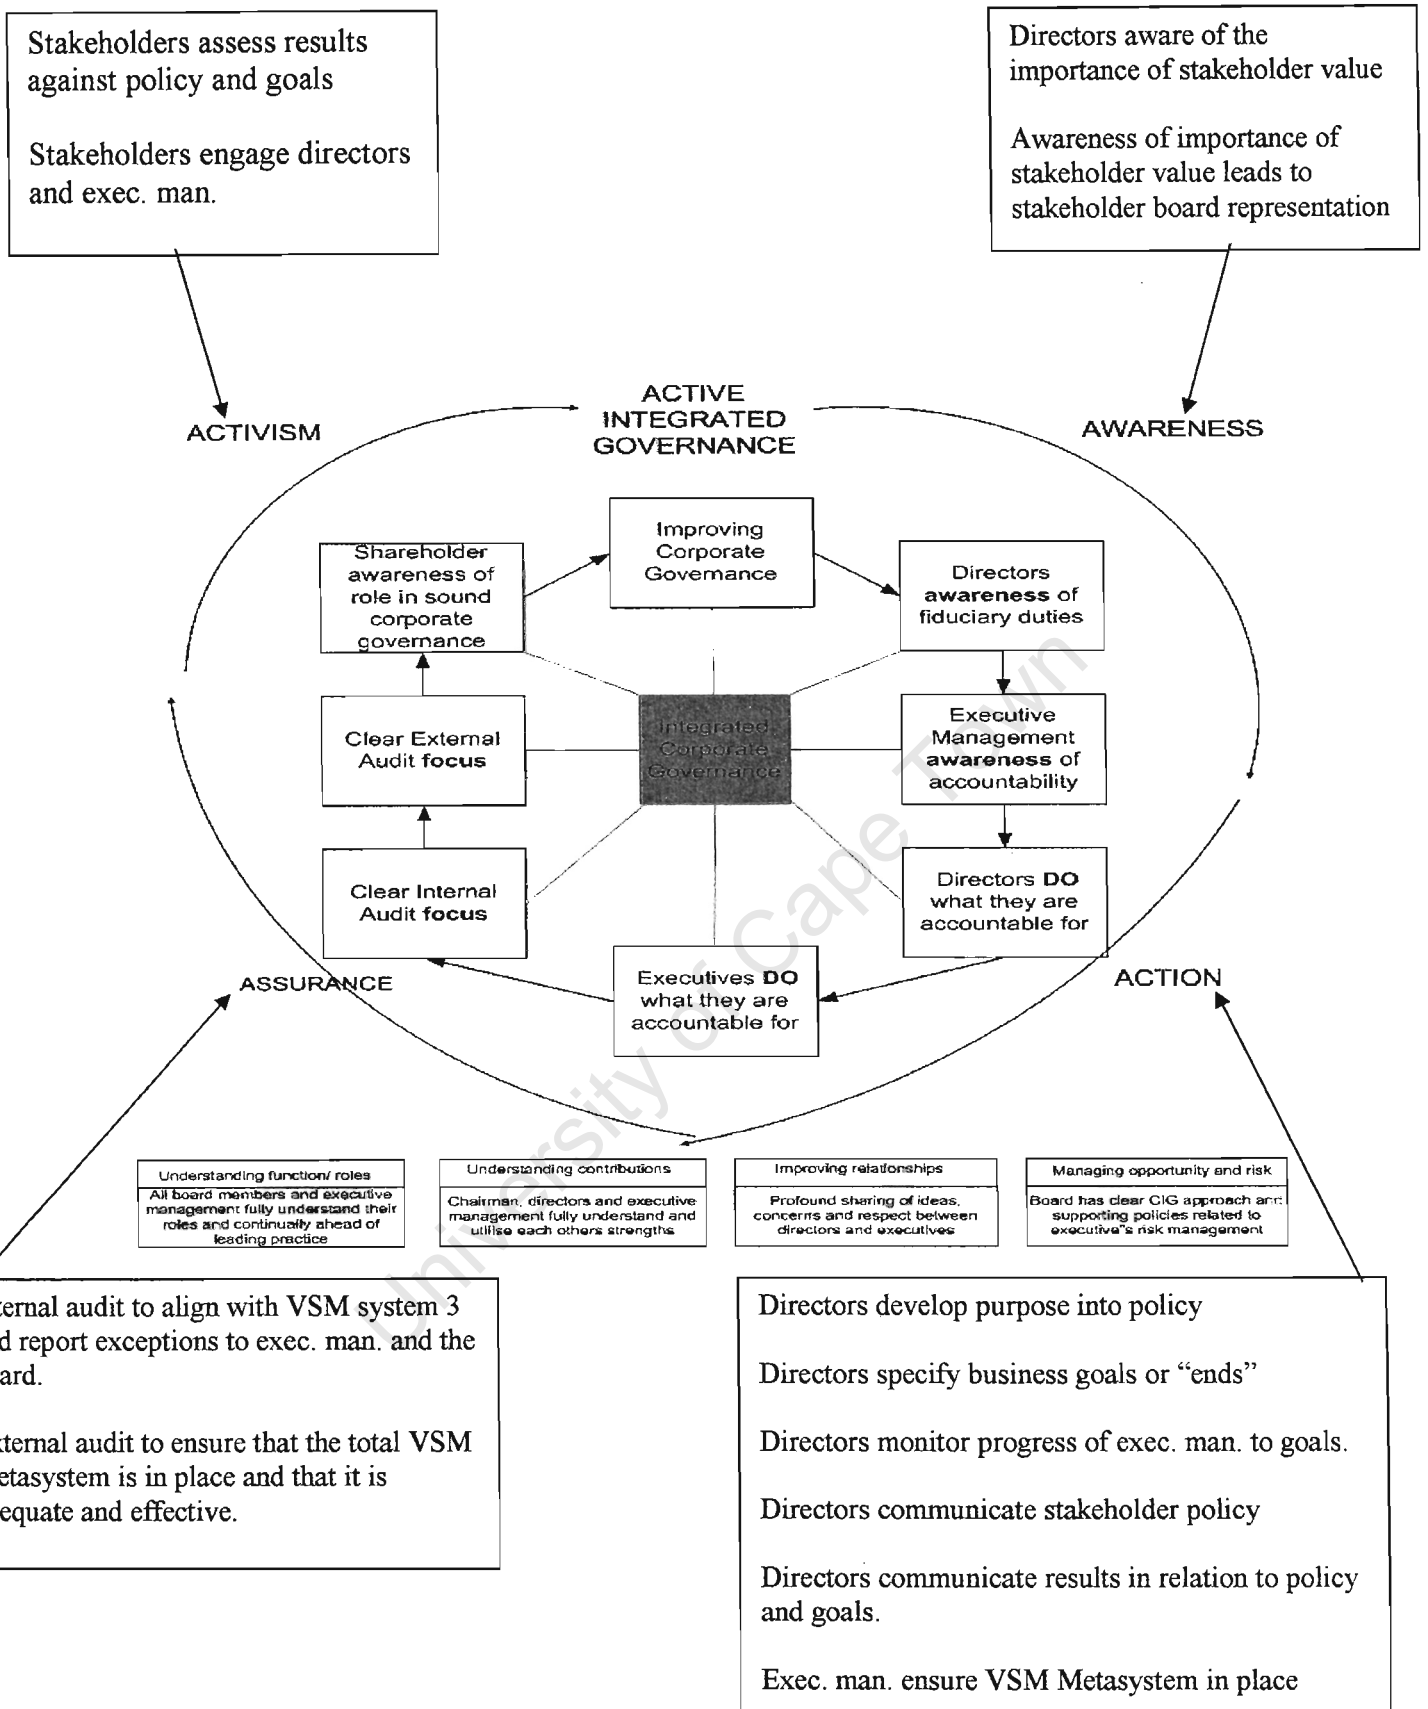 Stakeholders assess results
against policy and goals
Stakeholders engage directors
and exec. man.
Directors aware of the
importance of stakeholder value
Awareness of importance of
stakeholder value leads to
stakeholder board representation
ACTIVISM
ACTIVE
INTEGRATED
GOVERNANCE
AWARENESS
Improving
Corporate
Governance
Shareholder
awareness of
role in sound
corporate
governance
Directors
awareness of
fiduciary duties
Clear External
Audit focus
Integrated
Corporate
Governance
Executive
Management
awareness of
accountability
Clear Internal
Audit focus
Directors DO
what they are
accountable for
Executives DO
what they are
accountable for
ASSURANCE
ACTION
University of Cape Town
Understanding function/ roles
All board members and executive
management fully understand their
roles and continually ahead of
leading practice
Understanding contributions
Chairman, directors and executive
management fully understand and
utilise each others strengths
Improving relationships
Profound sharing of ideas,
concerns and respect between
directors and executives
Managing opportunity and risk
Board has clear CIG approach and
supporting policies related to
executive"s risk management
ternal audit to align with VSM system 3
d report exceptions to exec. man. and the
ard.
xternal audit to ensure that the total VSM
etasystem is in place and that it is
equate and effective.
Directors develop purpose into policy
Directors specify business goals or “ends”
Directors monitor progress of exec. man. to goals.
Directors communicate stakeholder policy
Directors communicate results in relation to policy
and goals.
Exec. man. ensure VSM Metasystem in place